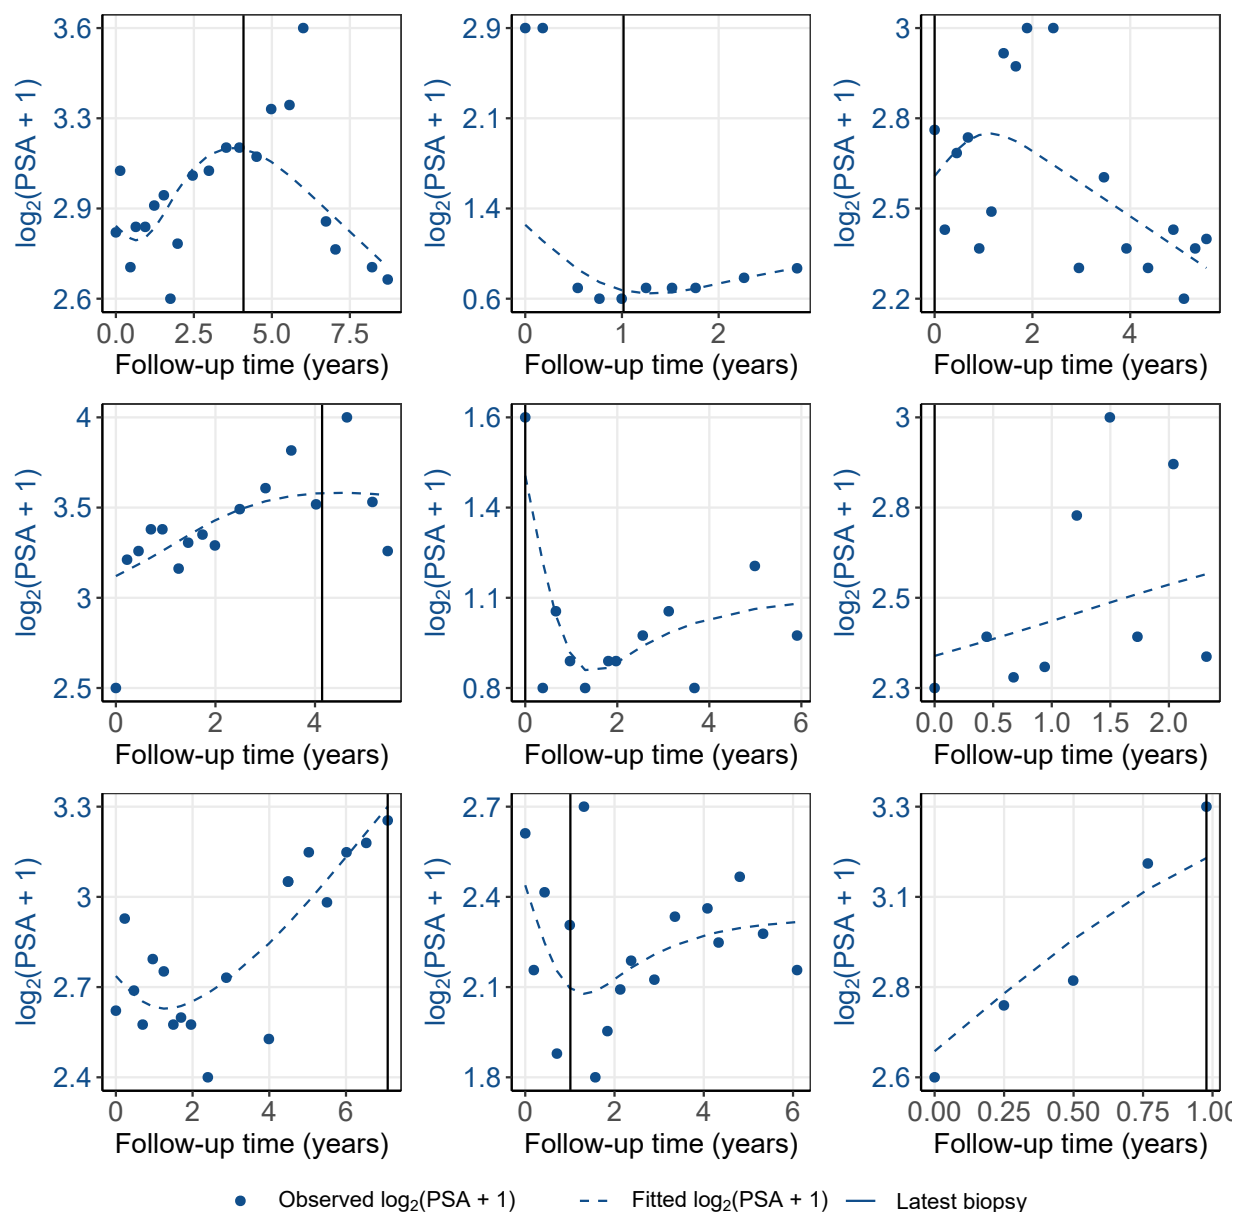 log₂(PSA + 1)
3.6
3.3
2.9
2.6
0.0 2.5 5.0 7.5
Follow-up time (years)
log₂(PSA + 1)
2.9
2.1
1.4
0.6
0 1 2
Follow-up time (years)
log₂(PSA + 1)
3
2.8
2.5
2.2
0 2 4
Follow-up time (years)
log₂(PSA + 1)
4
3.5
3
2.5
0 2 4
Follow-up time (years)
log₂(PSA + 1)
1.6
1.4
1.1
0.8
0 2 4 6
Follow-up time (years)
log₂(PSA + 1)
3
2.8
2.5
2.3
0.0 0.5 1.0 1.5 2.0
Follow-up time (years)
log₂(PSA + 1)
3.3
3
2.7
2.4
0 2 4 6
Follow-up time (years)
log₂(PSA + 1)
2.7
2.4
2.1
1.8
0 2 4 6
Follow-up time (years)
log₂(PSA + 1)
3.3
3.1
2.8
2.6
0.00 0.25 0.50 0.75 1.00
Follow-up time (years)
Observed log₂(PSA + 1) Fitted log₂(PSA + 1) Latest biopsy